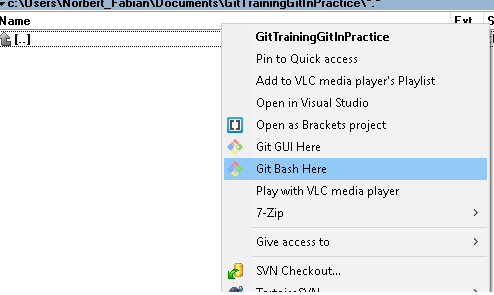 c:\Users\Norbert_Fabian\Documents\GitTrainingGitInPractice\*.*
Name Ext
[..]
GitTrainingGitInPractice
Pin to Quick access
Add to VLC media player's Playlist
Open in Visual Studio
Open as Brackets project
Git GUI Here
Git Bash Here
Play with VLC media player
7-Zip
Give access to
SVN Checkout...
TortoiseSVN